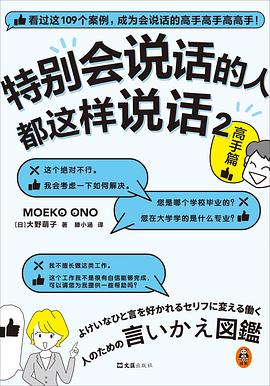 看过这109个案例,成为会说话的高手高手高高手!
特别会说话的人
都这样说话2
高手篇
这个绝对不行。
我会考虑一下如何解决。
您是哪个学校毕业的?
您在大学学的是什么专业?
MOEKO ONO
[日]大野萌子 著 滕小涵 译
我不擅长做这类工作。
这个工作我不是很有自信能够完成,
可以请您为我提供一些帮助吗?
よけいなひと言を好かれるセリフに変える働く
人のための言いかえ図鑑
文匯出版社